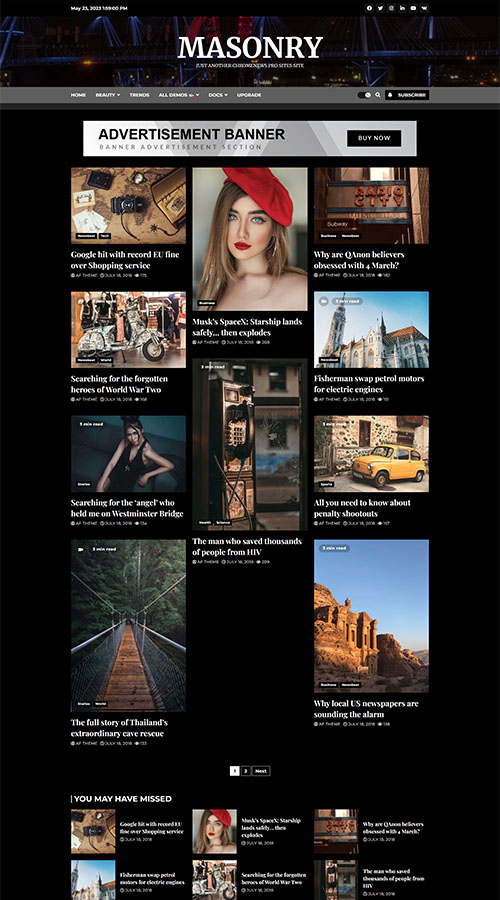 May 23, 2023 1:59:00 PM
MASONRY
JUST ANOTHER CHROMENEWS PRO SITES SITE
HOME
BEAUTY
TRENDS
ALL DEMOS
DOCS
UPGRADE
SUBSCRIBE
ADVERTISEMENT BANNER
BANNER ADVERTISEMENT SECTION
BUY NOW
Newsbeat Tech
Google hit with record EU fine
over Shopping service
AF THEME JULY 18, 2018 175
Newsbeat World
Searching for the forgotten
heroes of World War Two
AF THEME JULY 18, 2018 168
3 min read
Stories
Searching for the ‘angel’ who
held me on Westminster Bridge
AF THEME JULY 18, 2018 134
3 min read
Stories World
The full story of Thailand’s
extraordinary cave rescue
AF THEME JULY 18, 2018 133
Business
Musk’s SpaceX: Starship lands
safely… then explodes
AF THEME JULY 18, 2018 208
3 min read
Health Science
The man who saved thousands
of people from HIV
AF THEME JULY 18, 2018 209
RADIO
CITY
Subway
Business Newsbeat
Why are QAnon believers
obsessed with 4 March?
AF THEME JULY 18, 2018 182
3 min read
Newsbeat
Fisherman swap petrol motors
for electric engines
AF THEME JULY 18, 2018
3 min read
Sports
All you need to know about
penalty shootouts
AF THEME JULY 18, 2018 157
3 min read
Business Newsbeat
Why local US newspapers are
sounding the alarm
AF THEME JULY 18, 2018 138
1 2 Next
YOU MAY HAVE MISSED
Google hit with record EU
fine over Shopping service
JULY 18, 2018
Musk’s SpaceX: Starship
lands safely… then
explodes
JULY 18, 2018
Why are QAnon believers
obsessed with 4 March?
JULY 18, 2018
Fisherman swap petrol
motors for electric engines
JULY 18, 2018
Searching for the forgotten
heroes of World War Two
JULY 18, 2018
The man who saved
thousands of people from
HIV
JULY 18, 2018